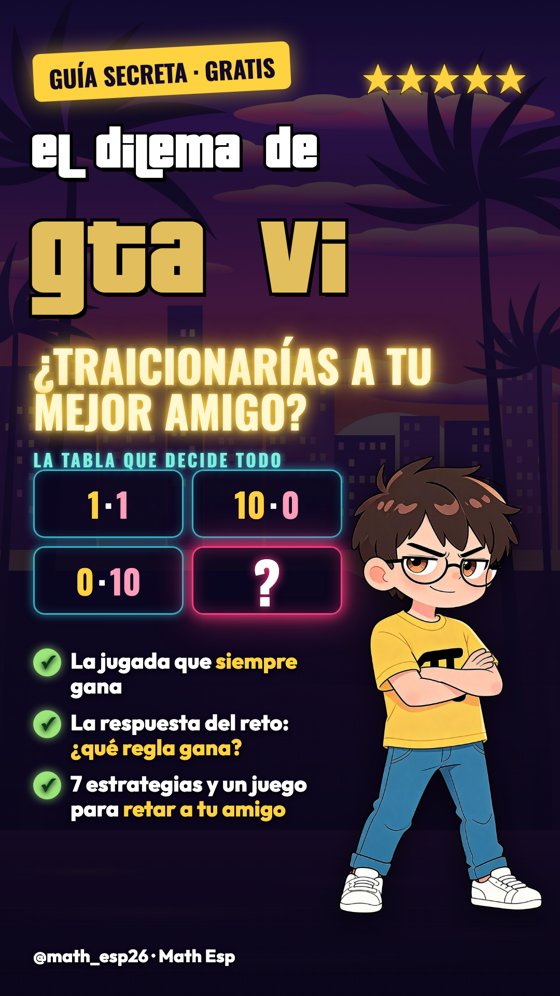 GUÍA SECRETA · GRATIS
el dilema de
gta Vi
¿TRAICIONARÍAS A TU
MEJOR AMIGO?
LA TABLA QUE DECIDE TODO
1·1
10·0
0·10
?
La jugada que siempre
gana
La respuesta del reto:
¿qué regla gana?
7 estrategias y un juego
para retar a tu amigo
π
@math_esp26 · Math Esp